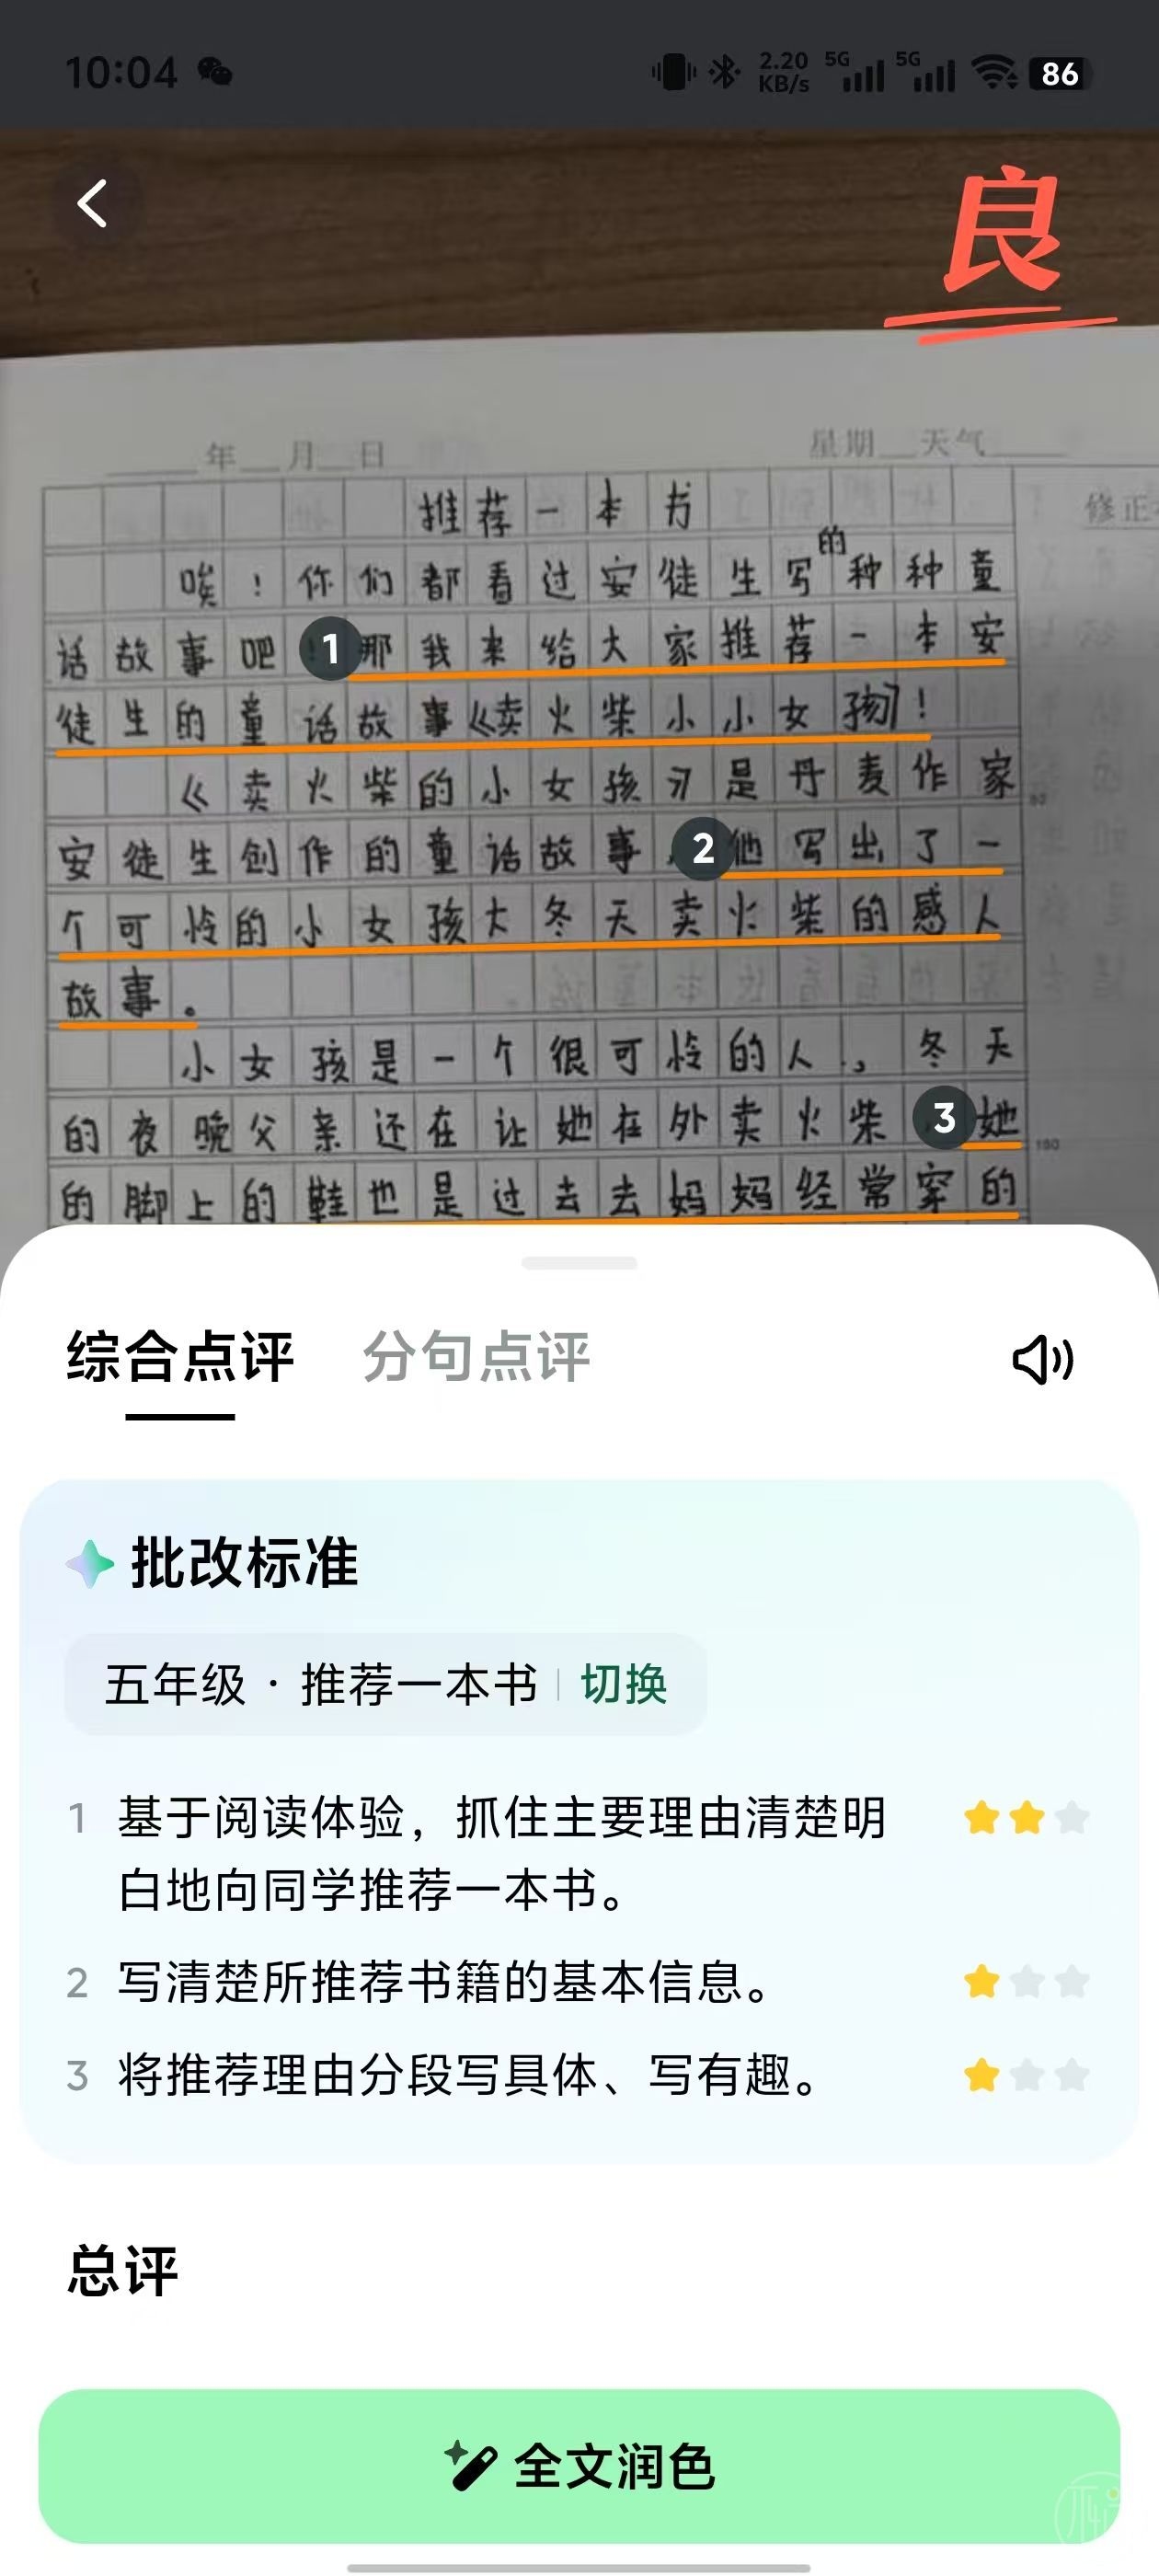 10:04
2.20 KB/s
5G
5G
86
良
年 月 日
星期 天气
修正
推荐一本书
唉！你们都看过安徒生写的种种童
话故事吧！那我来给大家推荐一本安
1
徒生的童话故事《卖火柴小小女孩》！
《卖火柴的小女孩》是丹麦作家
安徒生创作的童话故事，他写出了一
2
个可怜的小女孩大冬天卖火柴的感人
故事。
小女孩是一个很可怜的人.，冬天
的夜晚父亲还在让她在外卖火柴 她
3
150
的脚上的鞋也是过去去妈妈经常穿的
综合点评
分句点评
批改标准
五年级 · 推荐一本书 | 切换
1 基于阅读体验，抓住主要理由清楚明
白地向同学推荐一本书。
2 写清楚所推荐书籍的基本信息。
3 将推荐理由分段写具体、写有趣。
总评
全文润色